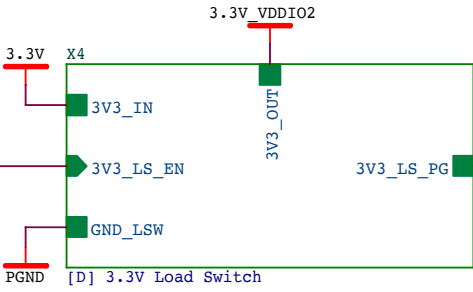 3.3V_VDDIO2
3.3V
X4
3V3_IN
3V3_OUT
3V3_LS_EN
3V3_LS_PG
GND_LSW
PGND
[D] 3.3V Load Switch